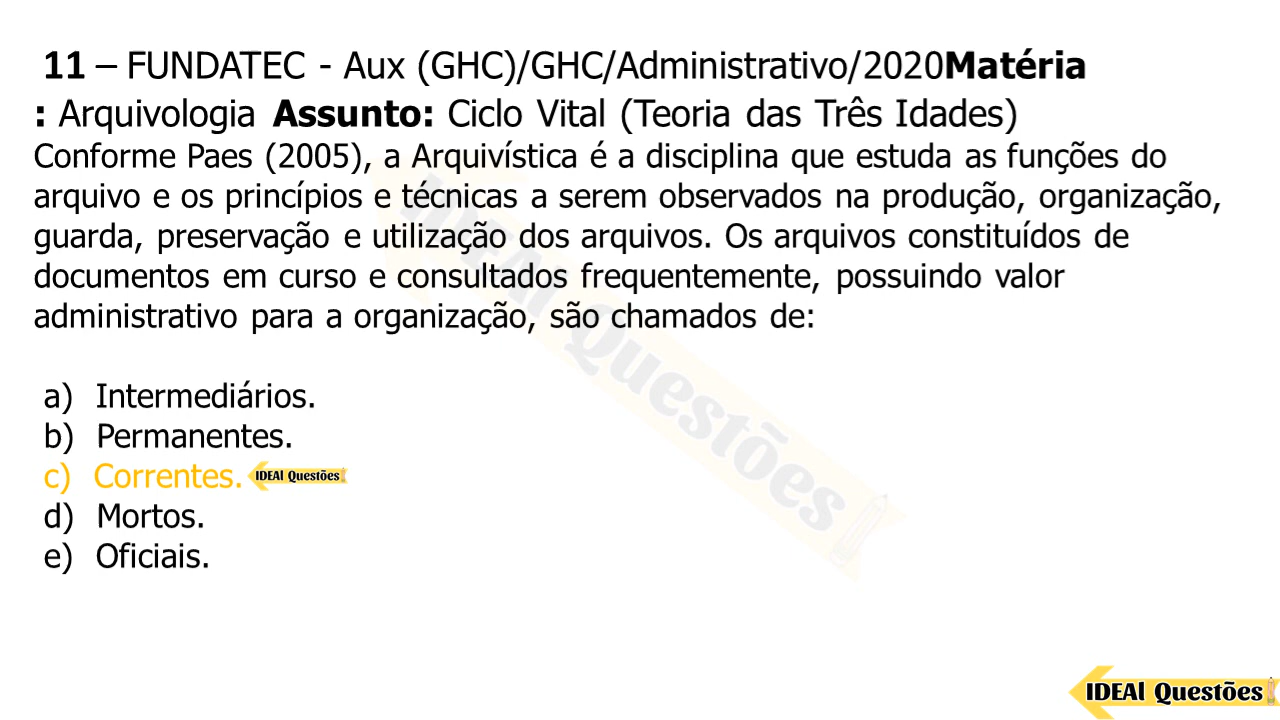 11 – FUNDATEC - Aux (GHC)/GHC/Administrativo/2020Matéria
: Arquivologia Assunto: Ciclo Vital (Teoria das Três Idades)
Conforme Paes (2005), a Arquivística é a disciplina que estuda as funções do
arquivo e os princípios e técnicas a serem observados na produção, organização,
guarda, preservação e utilização dos arquivos. Os arquivos constituídos de
documentos em curso e consultados frequentemente, possuindo valor
administrativo para a organização, são chamados de:
a) Intermediários.
b) Permanentes.
c) Correntes. IDEAl Questões
d) Mortos.
e) Oficiais.
IDEAl Questões
IDEAl Questões